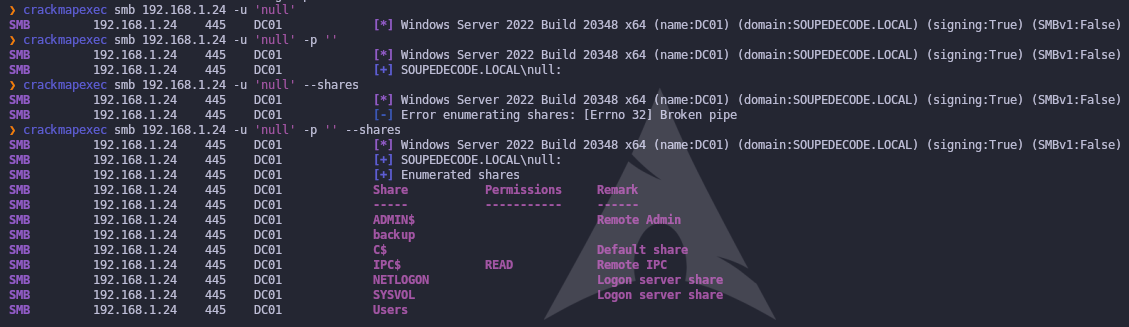 ❯ crackmapexec smb 192.168.1.24 -u 'null'
SMB         192.168.1.24    445    DC01             [*] Windows Server 2022 Build 20348 x64 (name:DC01) (domain:SOUPEDECODE.LOCAL) (signing:True) (SMBv1:False)
❯ crackmapexec smb 192.168.1.24 -u 'null' -p ''
SMB         192.168.1.24    445    DC01             [*] Windows Server 2022 Build 20348 x64 (name:DC01) (domain:SOUPEDECODE.LOCAL) (signing:True) (SMBv1:False)
SMB         192.168.1.24    445    DC01             [+] SOUPEDECODE.LOCAL\null:
❯ crackmapexec smb 192.168.1.24 -u 'null' --shares
SMB         192.168.1.24    445    DC01             [*] Windows Server 2022 Build 20348 x64 (name:DC01) (domain:SOUPEDECODE.LOCAL) (signing:True) (SMBv1:False)
SMB         192.168.1.24    445    DC01             [-] Error enumerating shares: [Errno 32] Broken pipe
❯ crackmapexec smb 192.168.1.24 -u 'null' -p '' --shares
SMB         192.168.1.24    445    DC01             [*] Windows Server 2022 Build 20348 x64 (name:DC01) (domain:SOUPEDECODE.LOCAL) (signing:True) (SMBv1:False)
SMB         192.168.1.24    445    DC01             [+] SOUPEDECODE.LOCAL\null:
SMB         192.168.1.24    445    DC01             [+] Enumerated shares
SMB         192.168.1.24    445    DC01             Share           Permissions     Remark
SMB         192.168.1.24    445    DC01             -----           -----------     ------
SMB         192.168.1.24    445    DC01             ADMIN$                          Remote Admin
SMB         192.168.1.24    445    DC01             backup
SMB         192.168.1.24    445    DC01             C$                              Default share
SMB         192.168.1.24    445    DC01             IPC$            READ            Remote IPC
SMB         192.168.1.24    445    DC01             NETLOGON                        Logon server share
SMB         192.168.1.24    445    DC01             SYSVOL                          Logon server share
SMB         192.168.1.24    445    DC01             Users